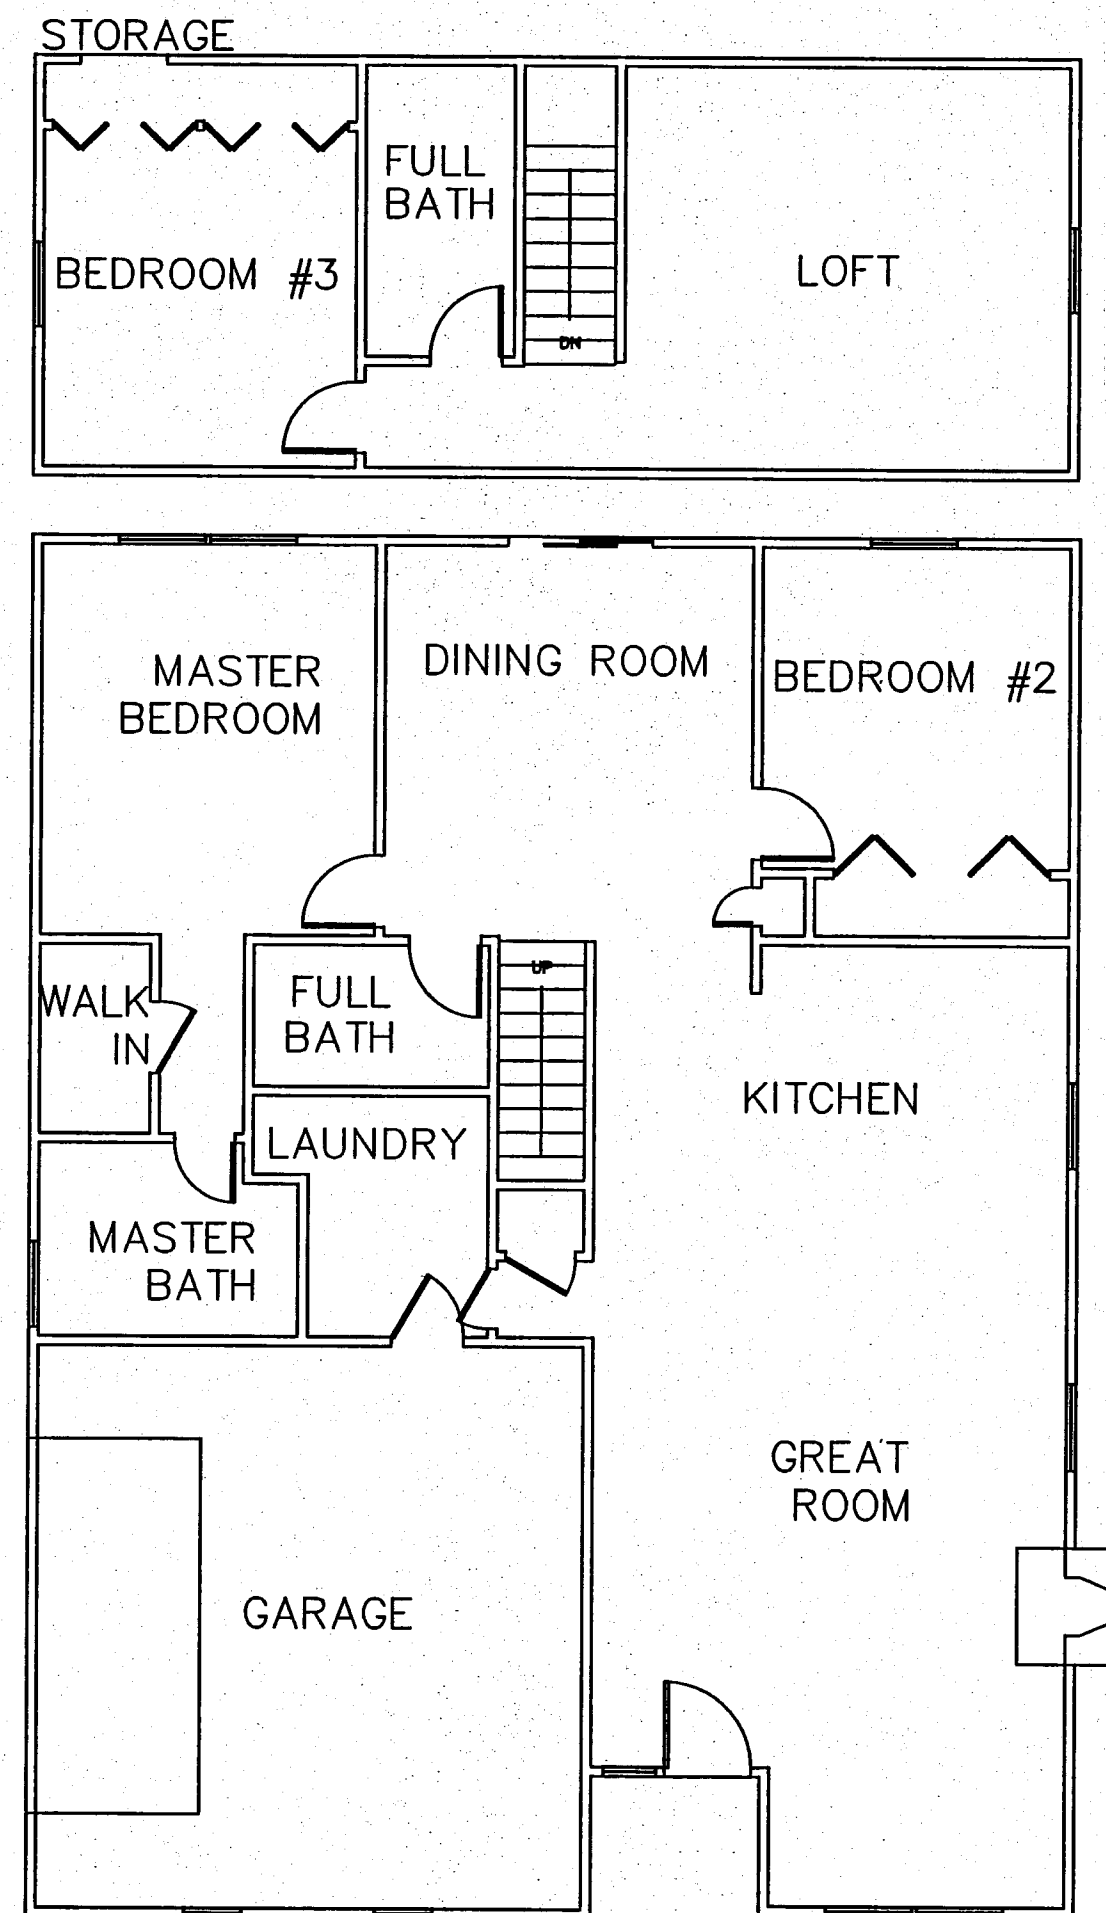 STORAGE
FULL
BATH
BEDROOM #3
LOFT
DN
MASTER
BEDROOM
DINING ROOM
BEDROOM #2
UP
WALK
IN
FULL
BATH
KITCHEN
LAUNDRY
MASTER
BATH
GREAT
ROOM
GARAGE